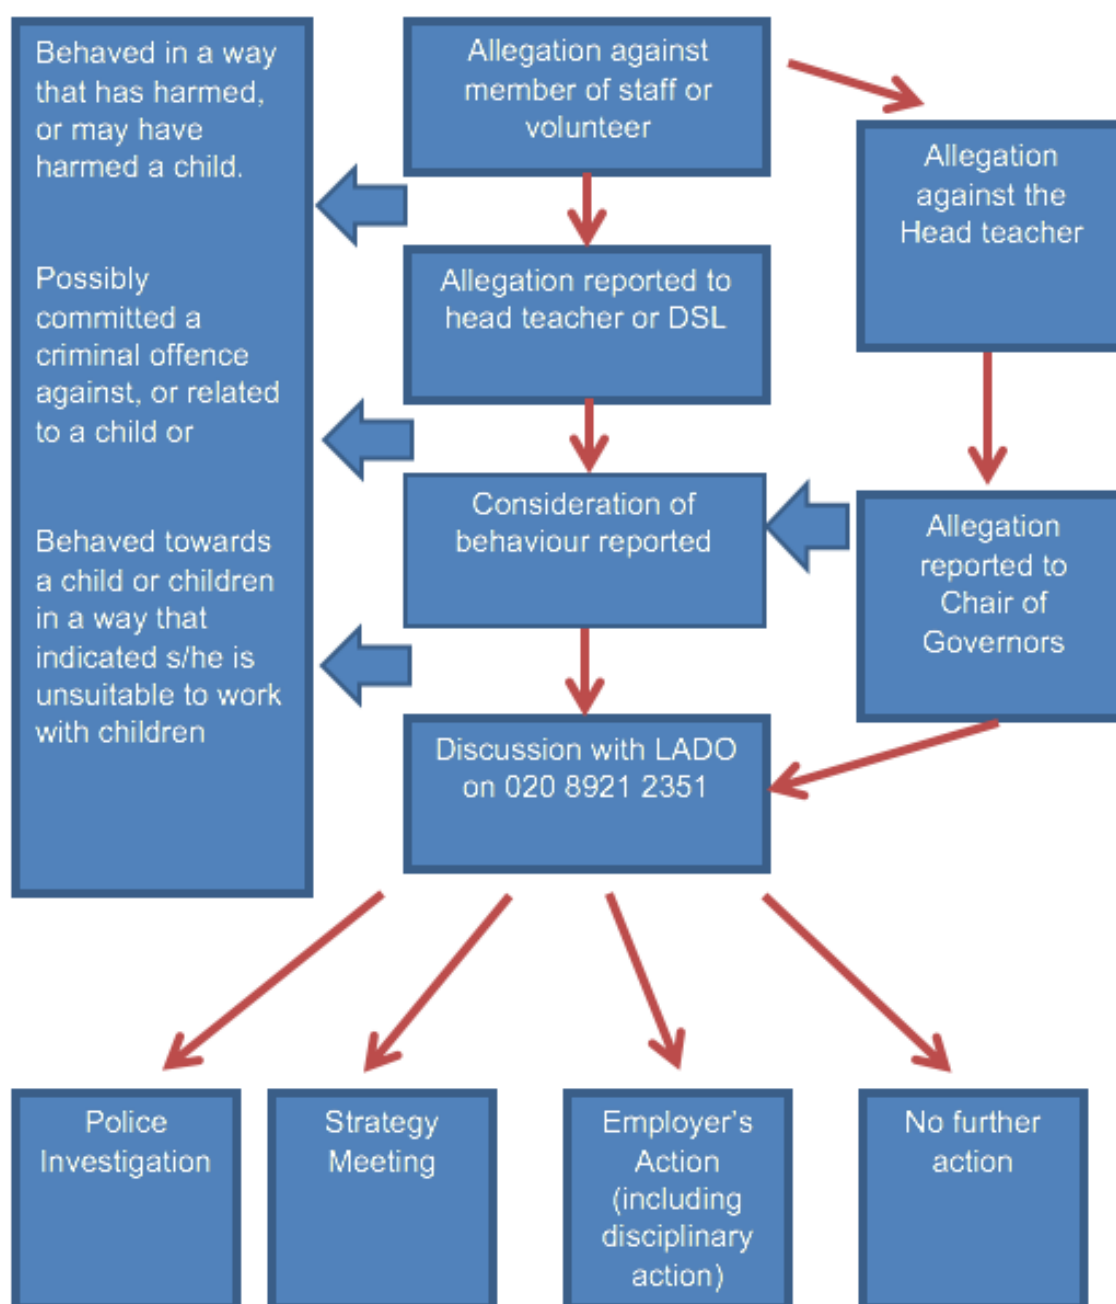 Behaved in a way
that has harmed,
or may have
harmed a child.
Possibly
committed a
criminal offence
against, or related
to a child or
Behaved towards
a child or children
in a way that
indicated s/he is
unsuitable to work
with children
Allegation against
member of staff or
volunteer
Allegation
against the
Head teacher
Allegation reported to
head teacher or DSL
Consideration of
behaviour reported
Allegation
reported to
Chair of
Governors
Discussion with LADO
on 020 8921 2351
Police
Investigation
Strategy
Meeting
Employer’s
Action
(including
disciplinary
action)
No further
action